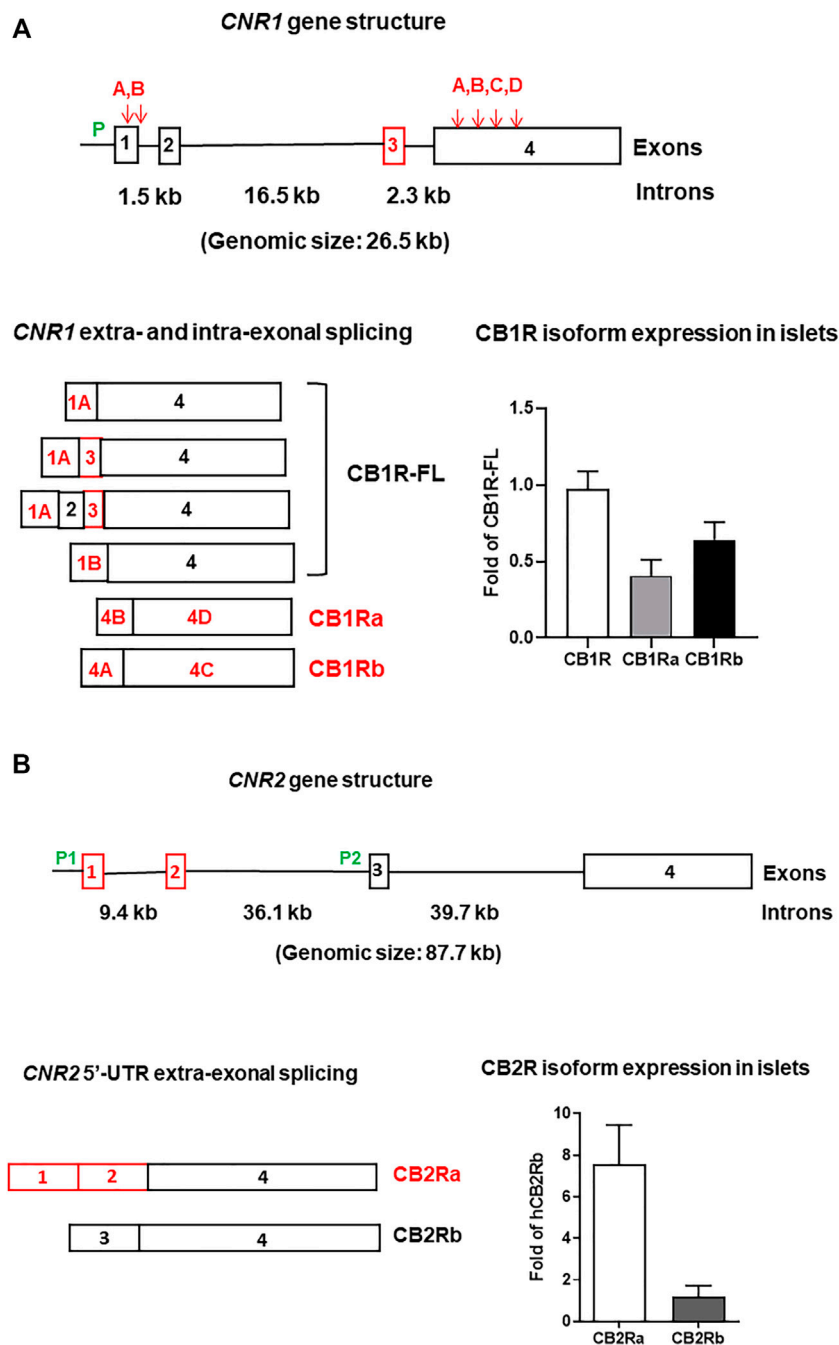 A
CNR1 gene structure
A,B
A,B,C,D
P
1
2
3
4
Exons
1.5 kb
16.5 kb
2.3 kb
Introns
(Genomic size: 26.5 kb)
CNR1 extra- and intra-exonal splicing
1A
4
1A
3
4
1A
2
3
4
1B
4
CB1R-FL
4B
4D
CB1Ra
4A
4C
CB1Rb
CB1R isoform expression in islets
Fold of CB1R-FL
1.5
1.0
0.5
0.0
CB1R
CB1Ra
CB1Rb
B
CNR2 gene structure
P1
P2
1
2
3
4
Exons
9.4 kb
36.1 kb
39.7 kb
Introns
(Genomic size: 87.7 kb)
CNR2 5'-UTR extra-exonal splicing
1
2
4
CB2Ra
3
4
CB2Rb
CB2R isoform expression in islets
Fold of hCB2Rb
10
8
6
4
2
0
CB2Ra
CB2Rb